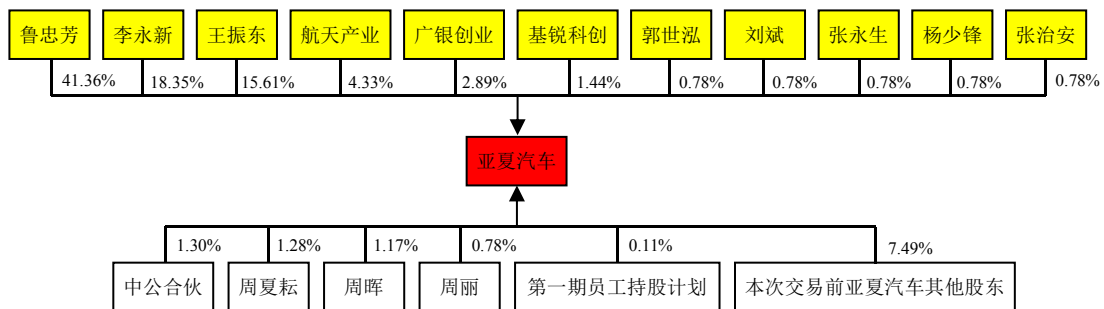 鲁忠芳 李永新 王振东 航天产业 广银创业 基锐科创 郭世泓 刘斌 张永生 杨少锋 张治安
41.36% 18.35% 15.61% 4.33% 2.89% 1.44% 0.78% 0.78% 0.78% 0.78% 0.78%
亚夏汽车
1.30% 1.28% 1.17% 0.78% 0.11% 7.49%
中公合伙 周夏耘 周晖 周丽 第一期员工持股计划 本次交易前亚夏汽车其他股东